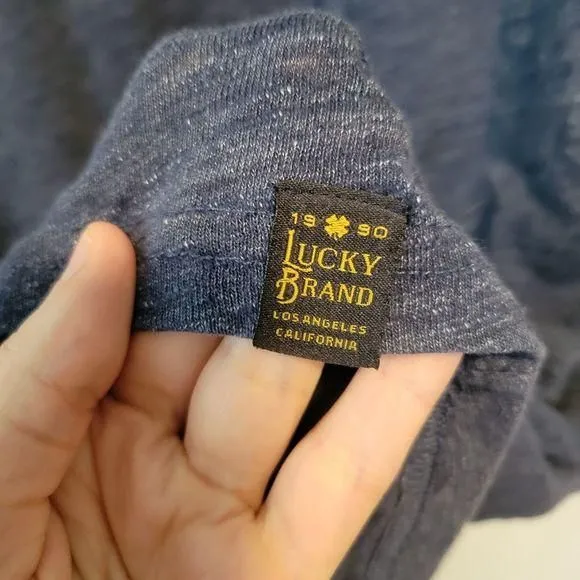 19 90
LUCKY
BRAND
LOS ANGELES
CALIFORNIA